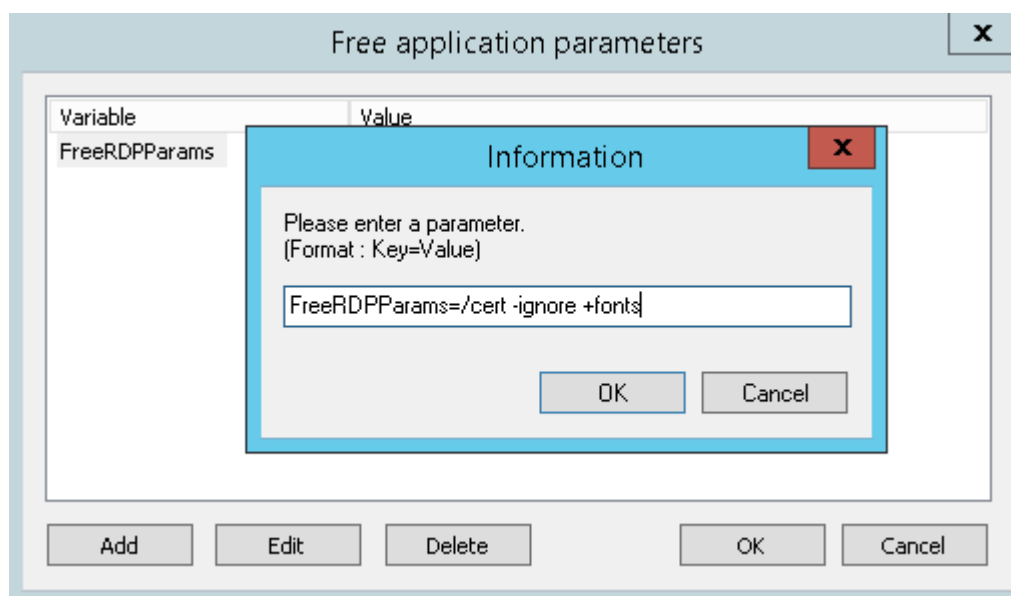 Free application parameters
x
Variable Value
FreeRDPParams
Information
x
Please enter a parameter.
(Format : Key=Value)
FreeRDPParams=/cert -ignore +fonts
OK Cancel
Add Edit Delete OK Cancel